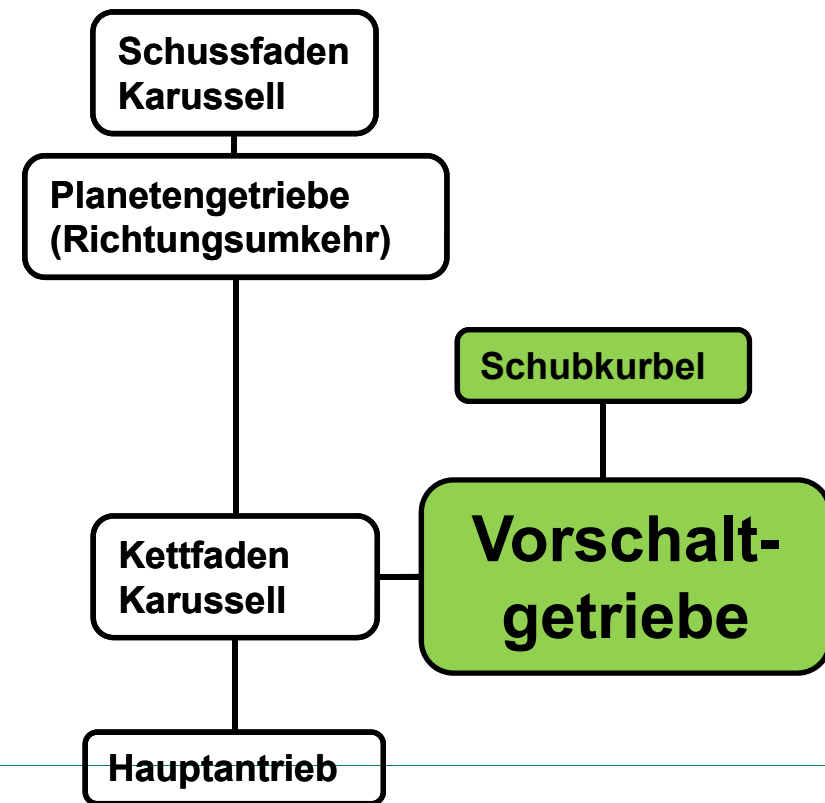 Schussfaden
Karussell
Planetengetriebe
(Richtungsumkehr)
Schubkurbel
Vorschalt-
getriebe
Kettfaden
Karussell
Hauptantrieb